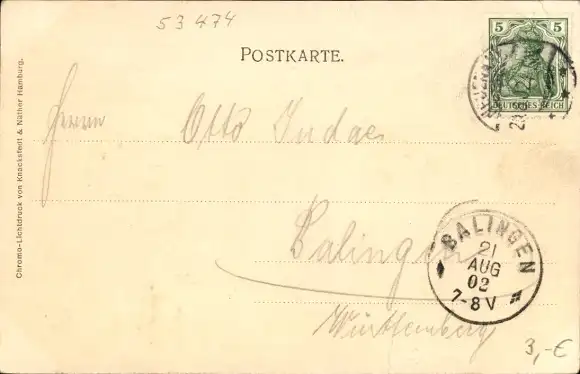 53 474
POSTKARTE.
5 5
DEUTSCHES REICH
Herrn Otto Judae
Balingen
Württemberg
BALINGEN
21
AUG
02
7-8 V
Chromo-Lichtdruck von Knackstedt & Näther Hamburg.
3,-€